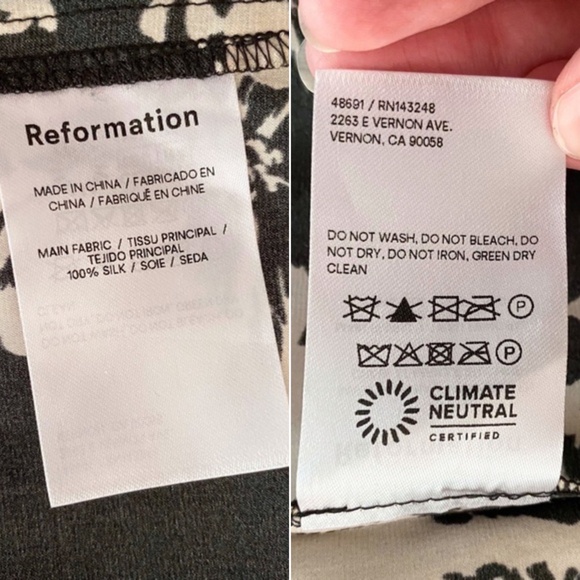 Reformation
MADE IN CHINA / FABRICADO EN
CHINA / FABRIQUÉ EN CHINE
MAIN FABRIC / TISSU PRINCIPAL /
TEJIDO PRINCIPAL
100% SILK / SOIE / SEDA
48691 / RN143248
2263 E VERNON AVE.
VERNON, CA 90058
DO NOT WASH, DO NOT BLEACH, DO
NOT DRY, DO NOT IRON, GREEN DRY
CLEAN
P
P
CLIMATE
NEUTRAL
CERTIFIED